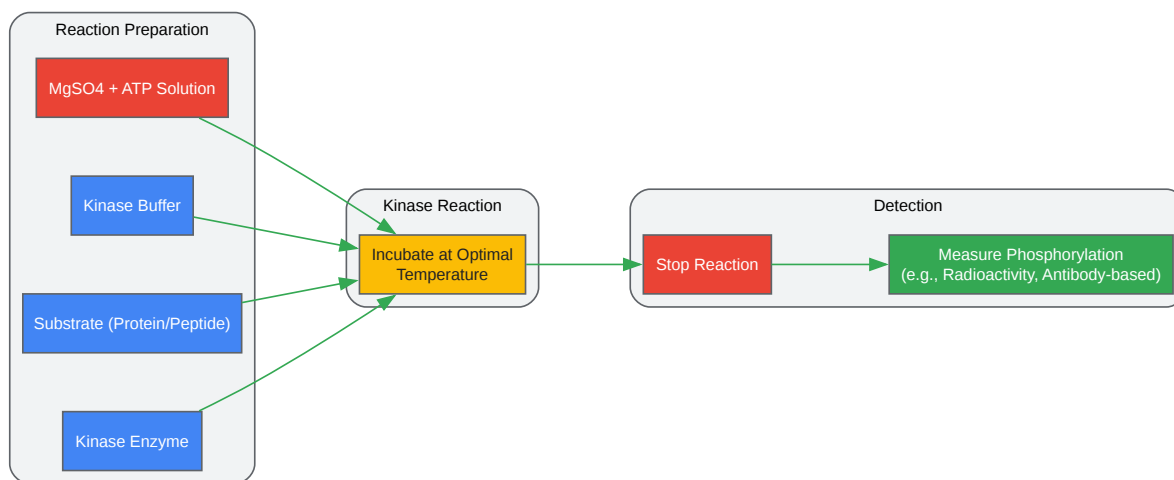 Reaction Preparation
MgSO4 + ATP Solution
Kinase Buffer
Substrate (Protein/Peptide)
Kinase Enzyme
Kinase Reaction
Incubate at Optimal
Temperature
Detection
Stop Reaction
Measure Phosphorylation
(e.g., Radioactivity, Antibody-based)